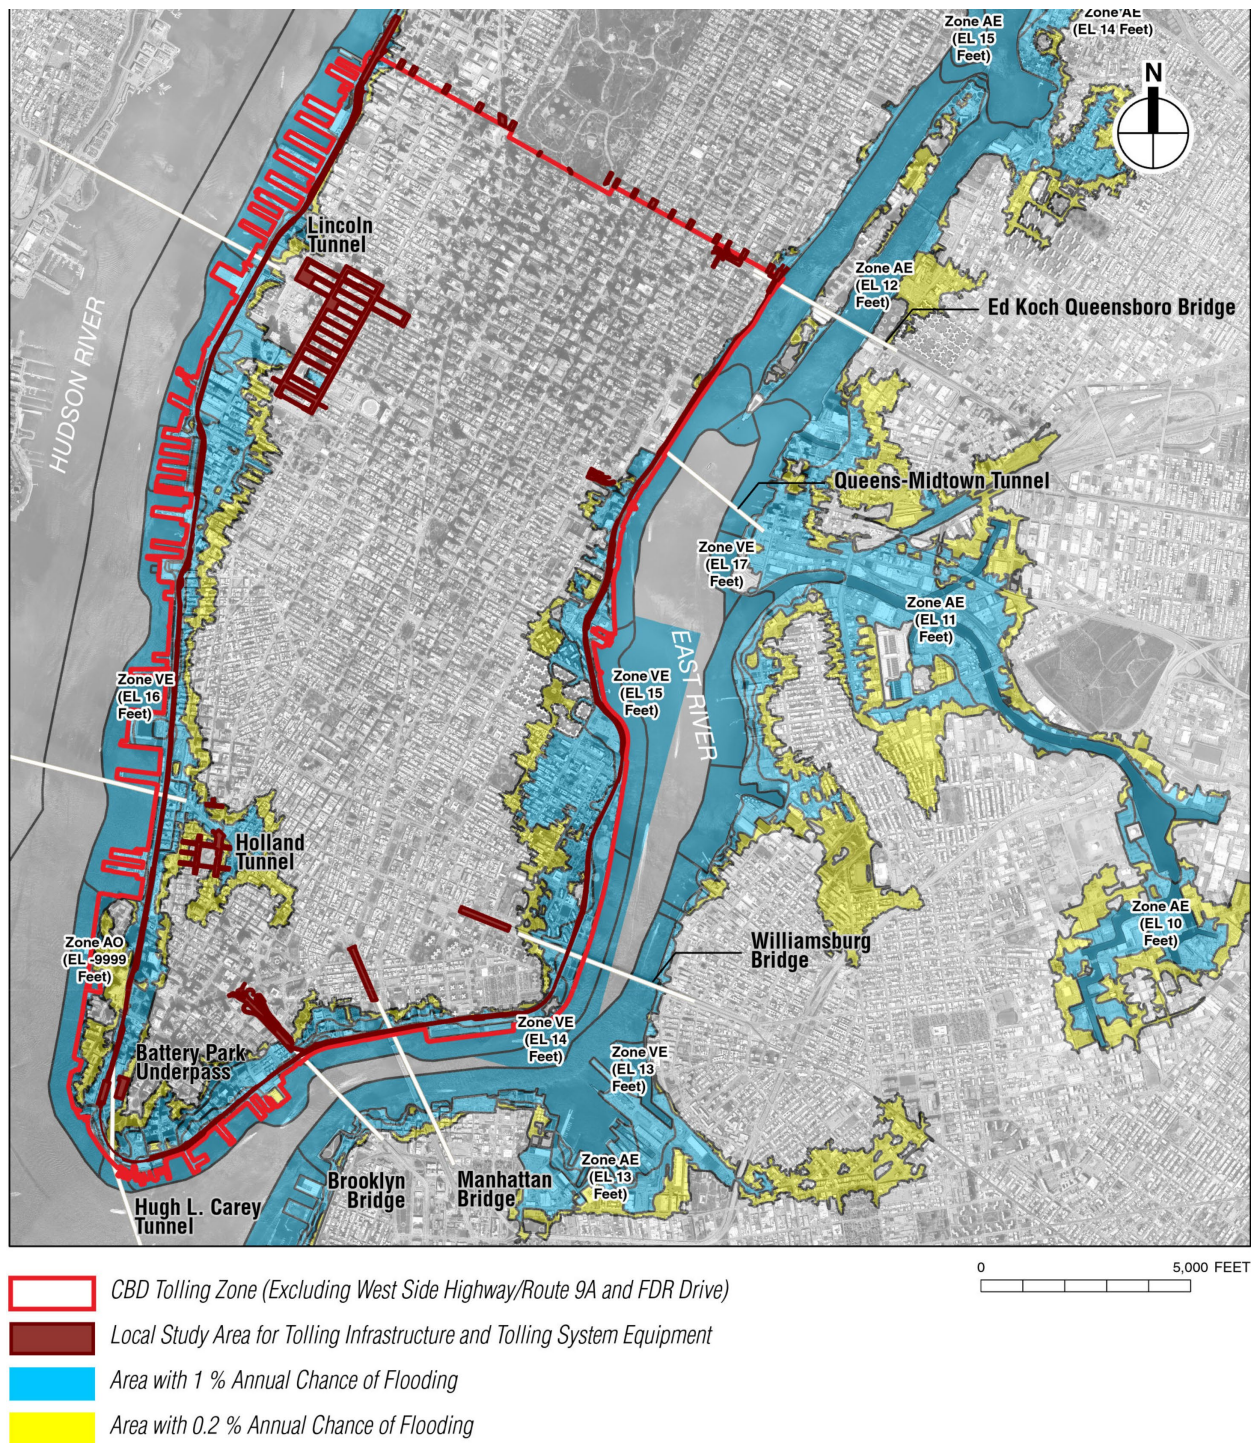 Zone AE
(EL 15
Feet)
Zone AE
(EL 14 Feet)
N
Lincoln
Tunnel
Zone AE
(EL 12
Feet)
Ed Koch Queensboro Bridge
HUDSON RIVER
Queens-Midtown Tunnel
Zone VE
(EL 17
Feet)
Zone AE
(EL 11
Feet)
EAST RIVER
Zone VE
(EL 15
Feet)
Zone VE
(EL 16
Feet)
Holland
Tunnel
Zone AE
(EL 10
Feet)
Zone AO
(EL -9999
Feet)
Williamsburg
Bridge
Zone VE
(EL 14
Feet)
Battery Park
Underpass
Zone VE
(EL 13
Feet)
Zone AE
(EL 13
Feet)
Brooklyn
Bridge
Manhattan
Bridge
Hugh L. Carey
Tunnel
0 5,000 FEET
CBD Tolling Zone (Excluding West Side Highway/Route 9A and FDR Drive)
Local Study Area for Tolling Infrastructure and Tolling System Equipment
Area with 1 % Annual Chance of Flooding
Area with 0.2 % Annual Chance of Flooding